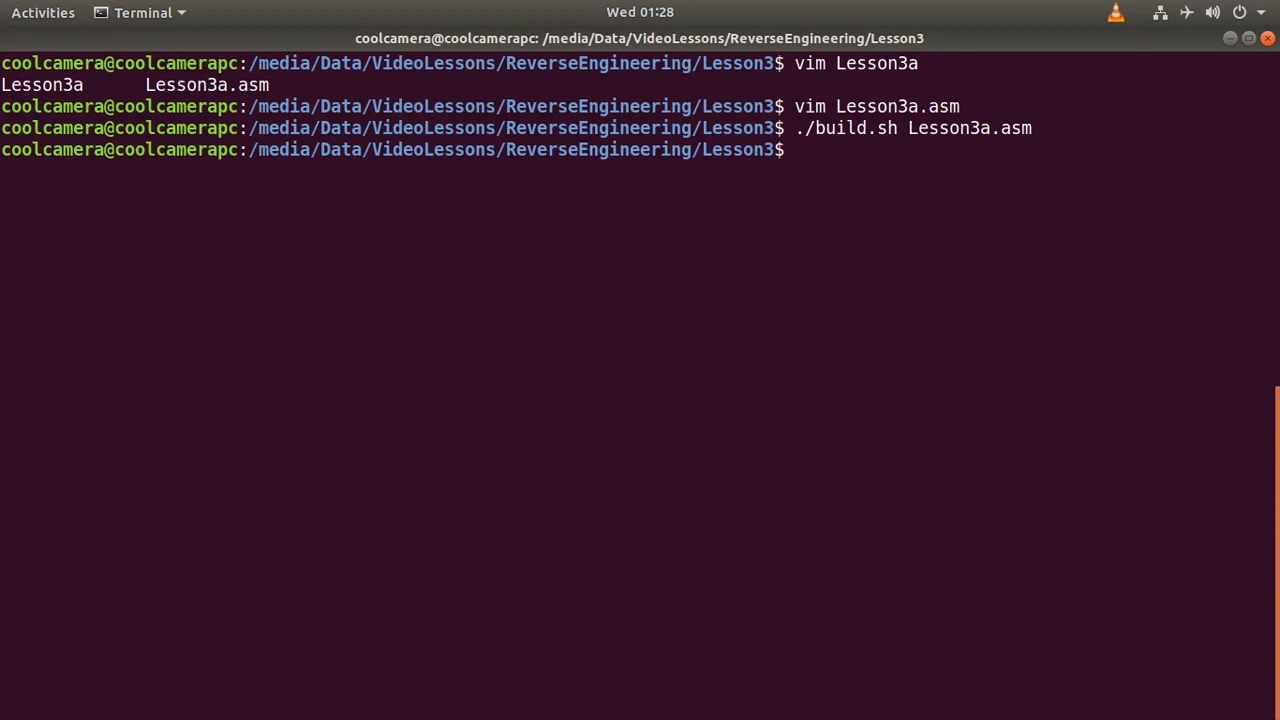 Activities Terminal Wed 01:28
coolcamera@coolcamerapc: /media/Data/VideoLessons/ReverseEngineering/Lesson3
coolcamera@coolcamerapc:/media/Data/VideoLessons/ReverseEngineering/Lesson3$ vim Lesson3a
Lesson3a Lesson3a.asm
coolcamera@coolcamerapc:/media/Data/VideoLessons/ReverseEngineering/Lesson3$ vim Lesson3a.asm
coolcamera@coolcamerapc:/media/Data/VideoLessons/ReverseEngineering/Lesson3$ ./build.sh Lesson3a.asm
coolcamera@coolcamerapc:/media/Data/VideoLessons/ReverseEngineering/Lesson3$